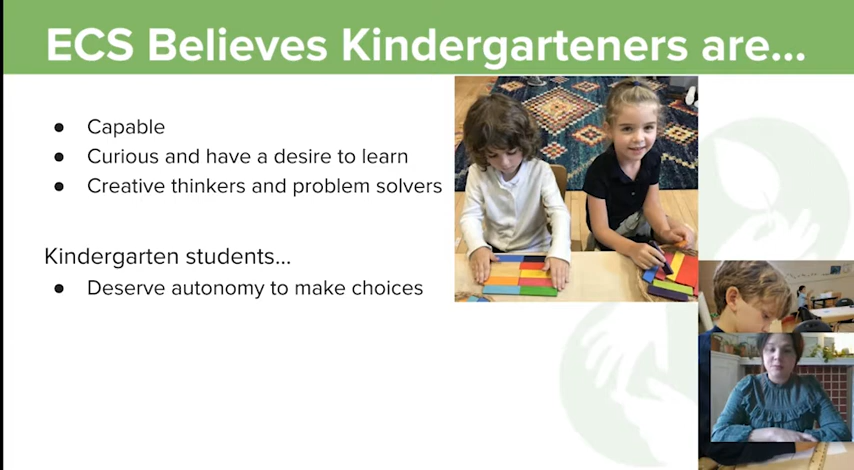 ECS Believes Kindergarteners are...
● Capable
● Curious and have a desire to learn
● Creative thinkers and problem solvers
Kindergarten students...
● Deserve autonomy to make choices